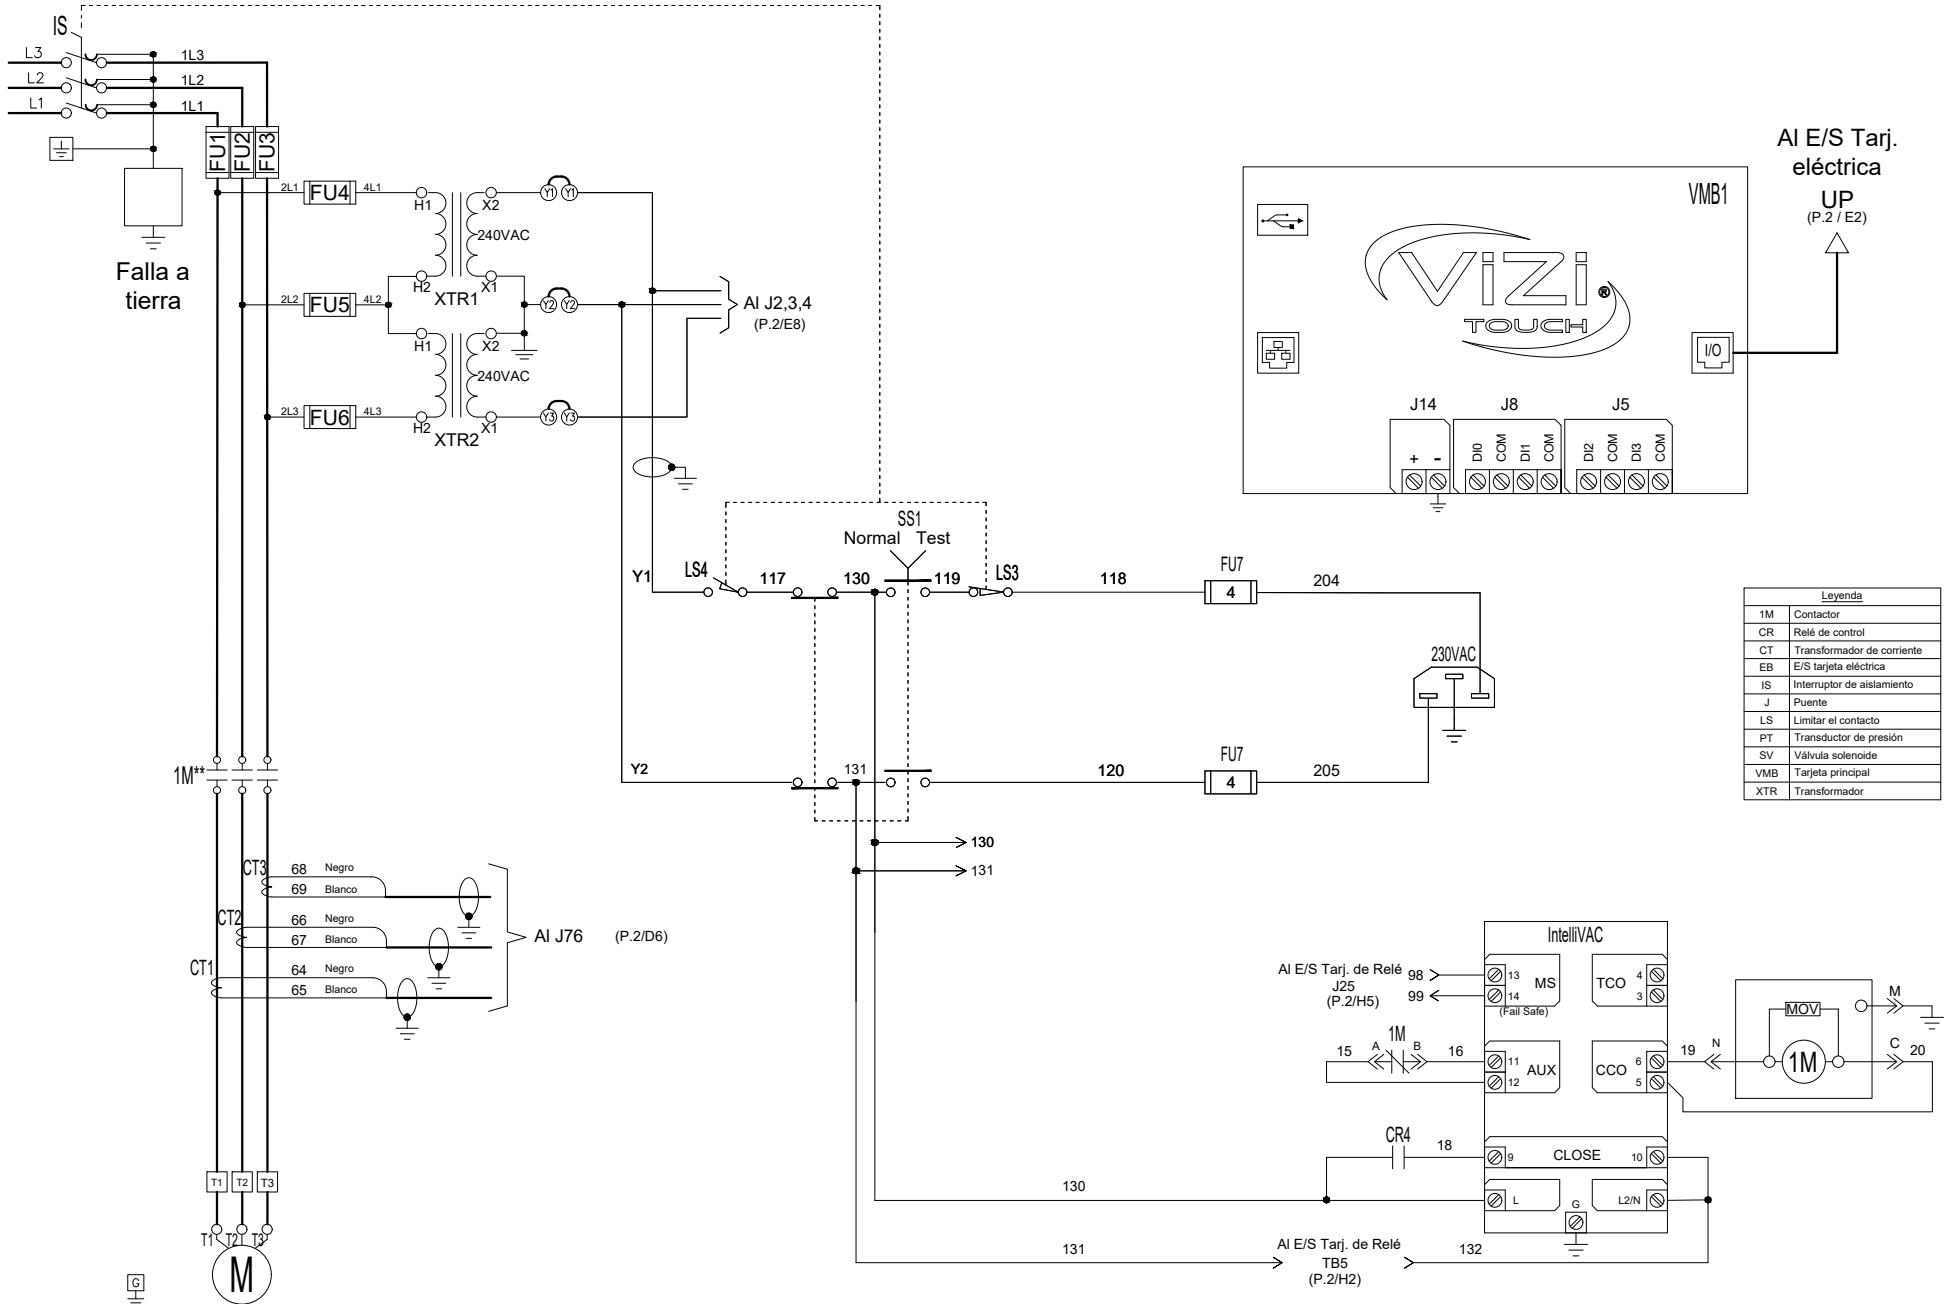 IS
L3
1L3
L2
1L2
L1
1L1
FU1
FU2
FU3
Falla a
tierra
2L1
FU4
4L1
H1
X2
240VAC
H2
X1
XTR1
Y1
Y1
2L2
FU5
4L2
Y2
Y2
H1
X2
240VAC
2L3
FU6
4L3
H2
X1
XTR2
Y3
Y3
Al J2,3,4
(P.2/E8)
VMB1
ViZi
®
TOUCH
I/O
J14
J8
J5
+
-
DI0
COM
DI1
COM
DI2
COM
DI3
COM
Al E/S Tarj.
eléctrica
UP
(P.2 / E2)
SS1
Normal
Test
Y1
LS4
117
130
119
LS3
118
FU7
4
204
230VAC
Y2
131
120
FU7
4
205
130
131
Leyenda
1M Contactor
CR Relé de control
CT Transformador de corriente
EB E/S tarjeta eléctrica
IS Interruptor de aislamiento
J Puente
LS Limitar el contacto
PT Transductor de presión
SV Válvula solenoide
VMB Tarjeta principal
XTR Transformador
1M**
CT3
68
Negro
69
Blanco
CT2
66
Negro
67
Blanco
CT1
64
Negro
65
Blanco
Al J76
(P.2/D6)
T1
T2
T3
T1
T2
T3
M
G
IntelliVAC
Al E/S Tarj. de Relé
J25
(P.2/H5)
98
99
13
14
MS
(Fail Safe)
TCO
4
3
15
A
1M
B
16
11
12
AUX
CCO
6
5
19
N
MOV
1M
M
C
20
CR4
18
9
CLOSE
10
130
L
L2/N
G
131
Al E/S Tarj. de Relé
TB5
(P.2/H2)
132